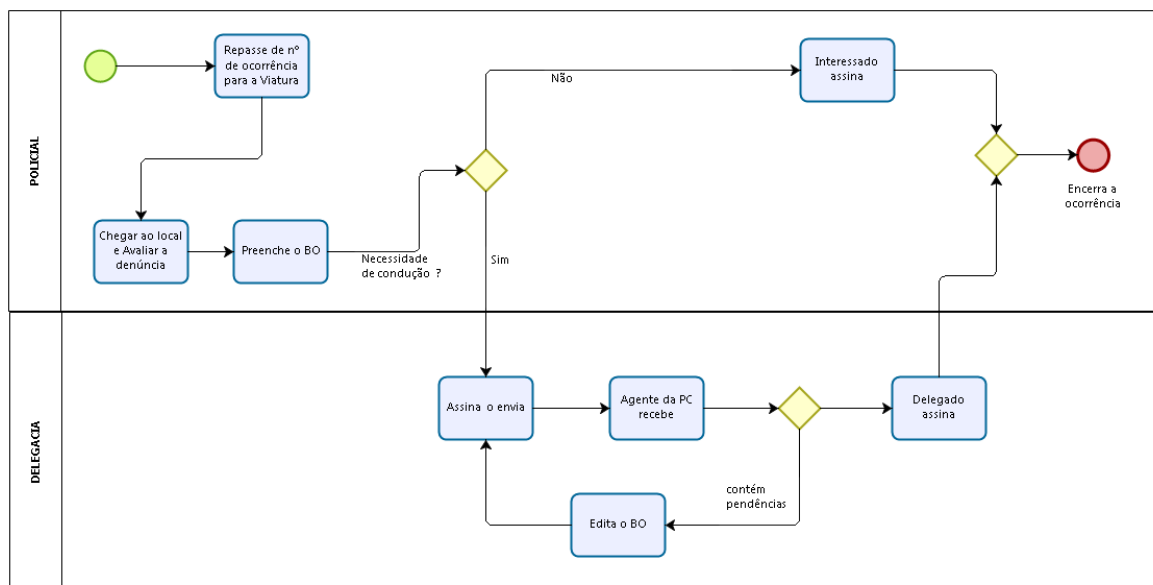 POLICIAL
Repasse de nº
de ocorrência
para a Viatura
Chegar ao local
e Avaliar a
denúncia
Preenche o BO
Necessidade
de condução ?
Não
Sim
Interessado
assina
Encerra a
ocorrência
DELEGACIA
Assina o envia
Agente da PC
recebe
contém
pendências
Edita o BO
Delegado
assina